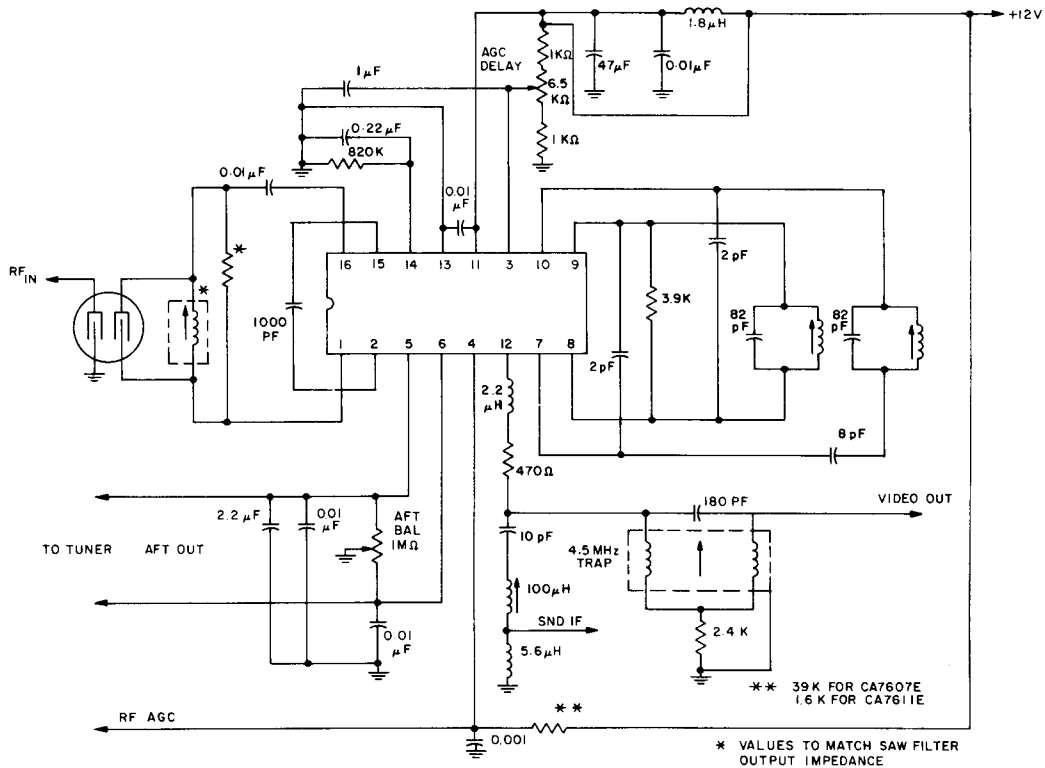 +12V
1.8µH
AGC
DELAY
1KΩ
6.5
KΩ
1KΩ
47µF
0.01µF
1µF
0.22µF
820K
0.01µF
0.01
µF
*
*
RF IN
1000
PF
16 15 14 13 11 3 10 9
1 2 5 6 4 12 7 8
2pF
3.9K
2pF
82
pF
82
pF
8pF
2.2
µH
470Ω
180 PF
VIDEO OUT
10pF
4.5MHz
TRAP
100µH
SND IF
5.6µH
2.4 K
2.2µF
0.01
µF
AFT
BAL
1MΩ
TO TUNER AFT OUT
0.01
µF
RF AGC
0.001
**
** 39K FOR CA7607E
1.6K FOR CA7611E
* VALUES TO MATCH SAW FILTER
OUTPUT IMPEDANCE